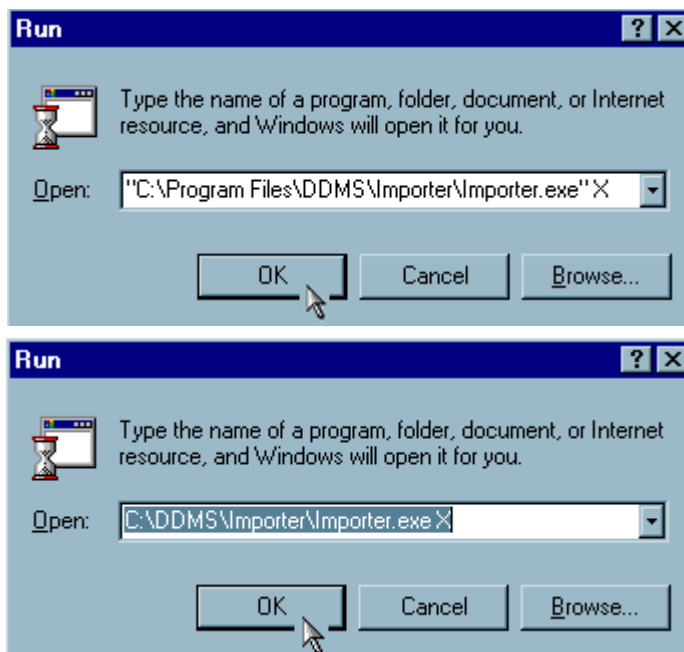 Run
Type the name of a program, folder, document, or Internet
resource, and Windows will open it for you.
Open: "C:\Program Files\DDMS\Importer\Importer.exe" X
OK Cancel Browse...
Run
Type the name of a program, folder, document, or Internet
resource, and Windows will open it for you.
Open: C:\DDMS\Importer\Importer.exe X
OK Cancel Browse...